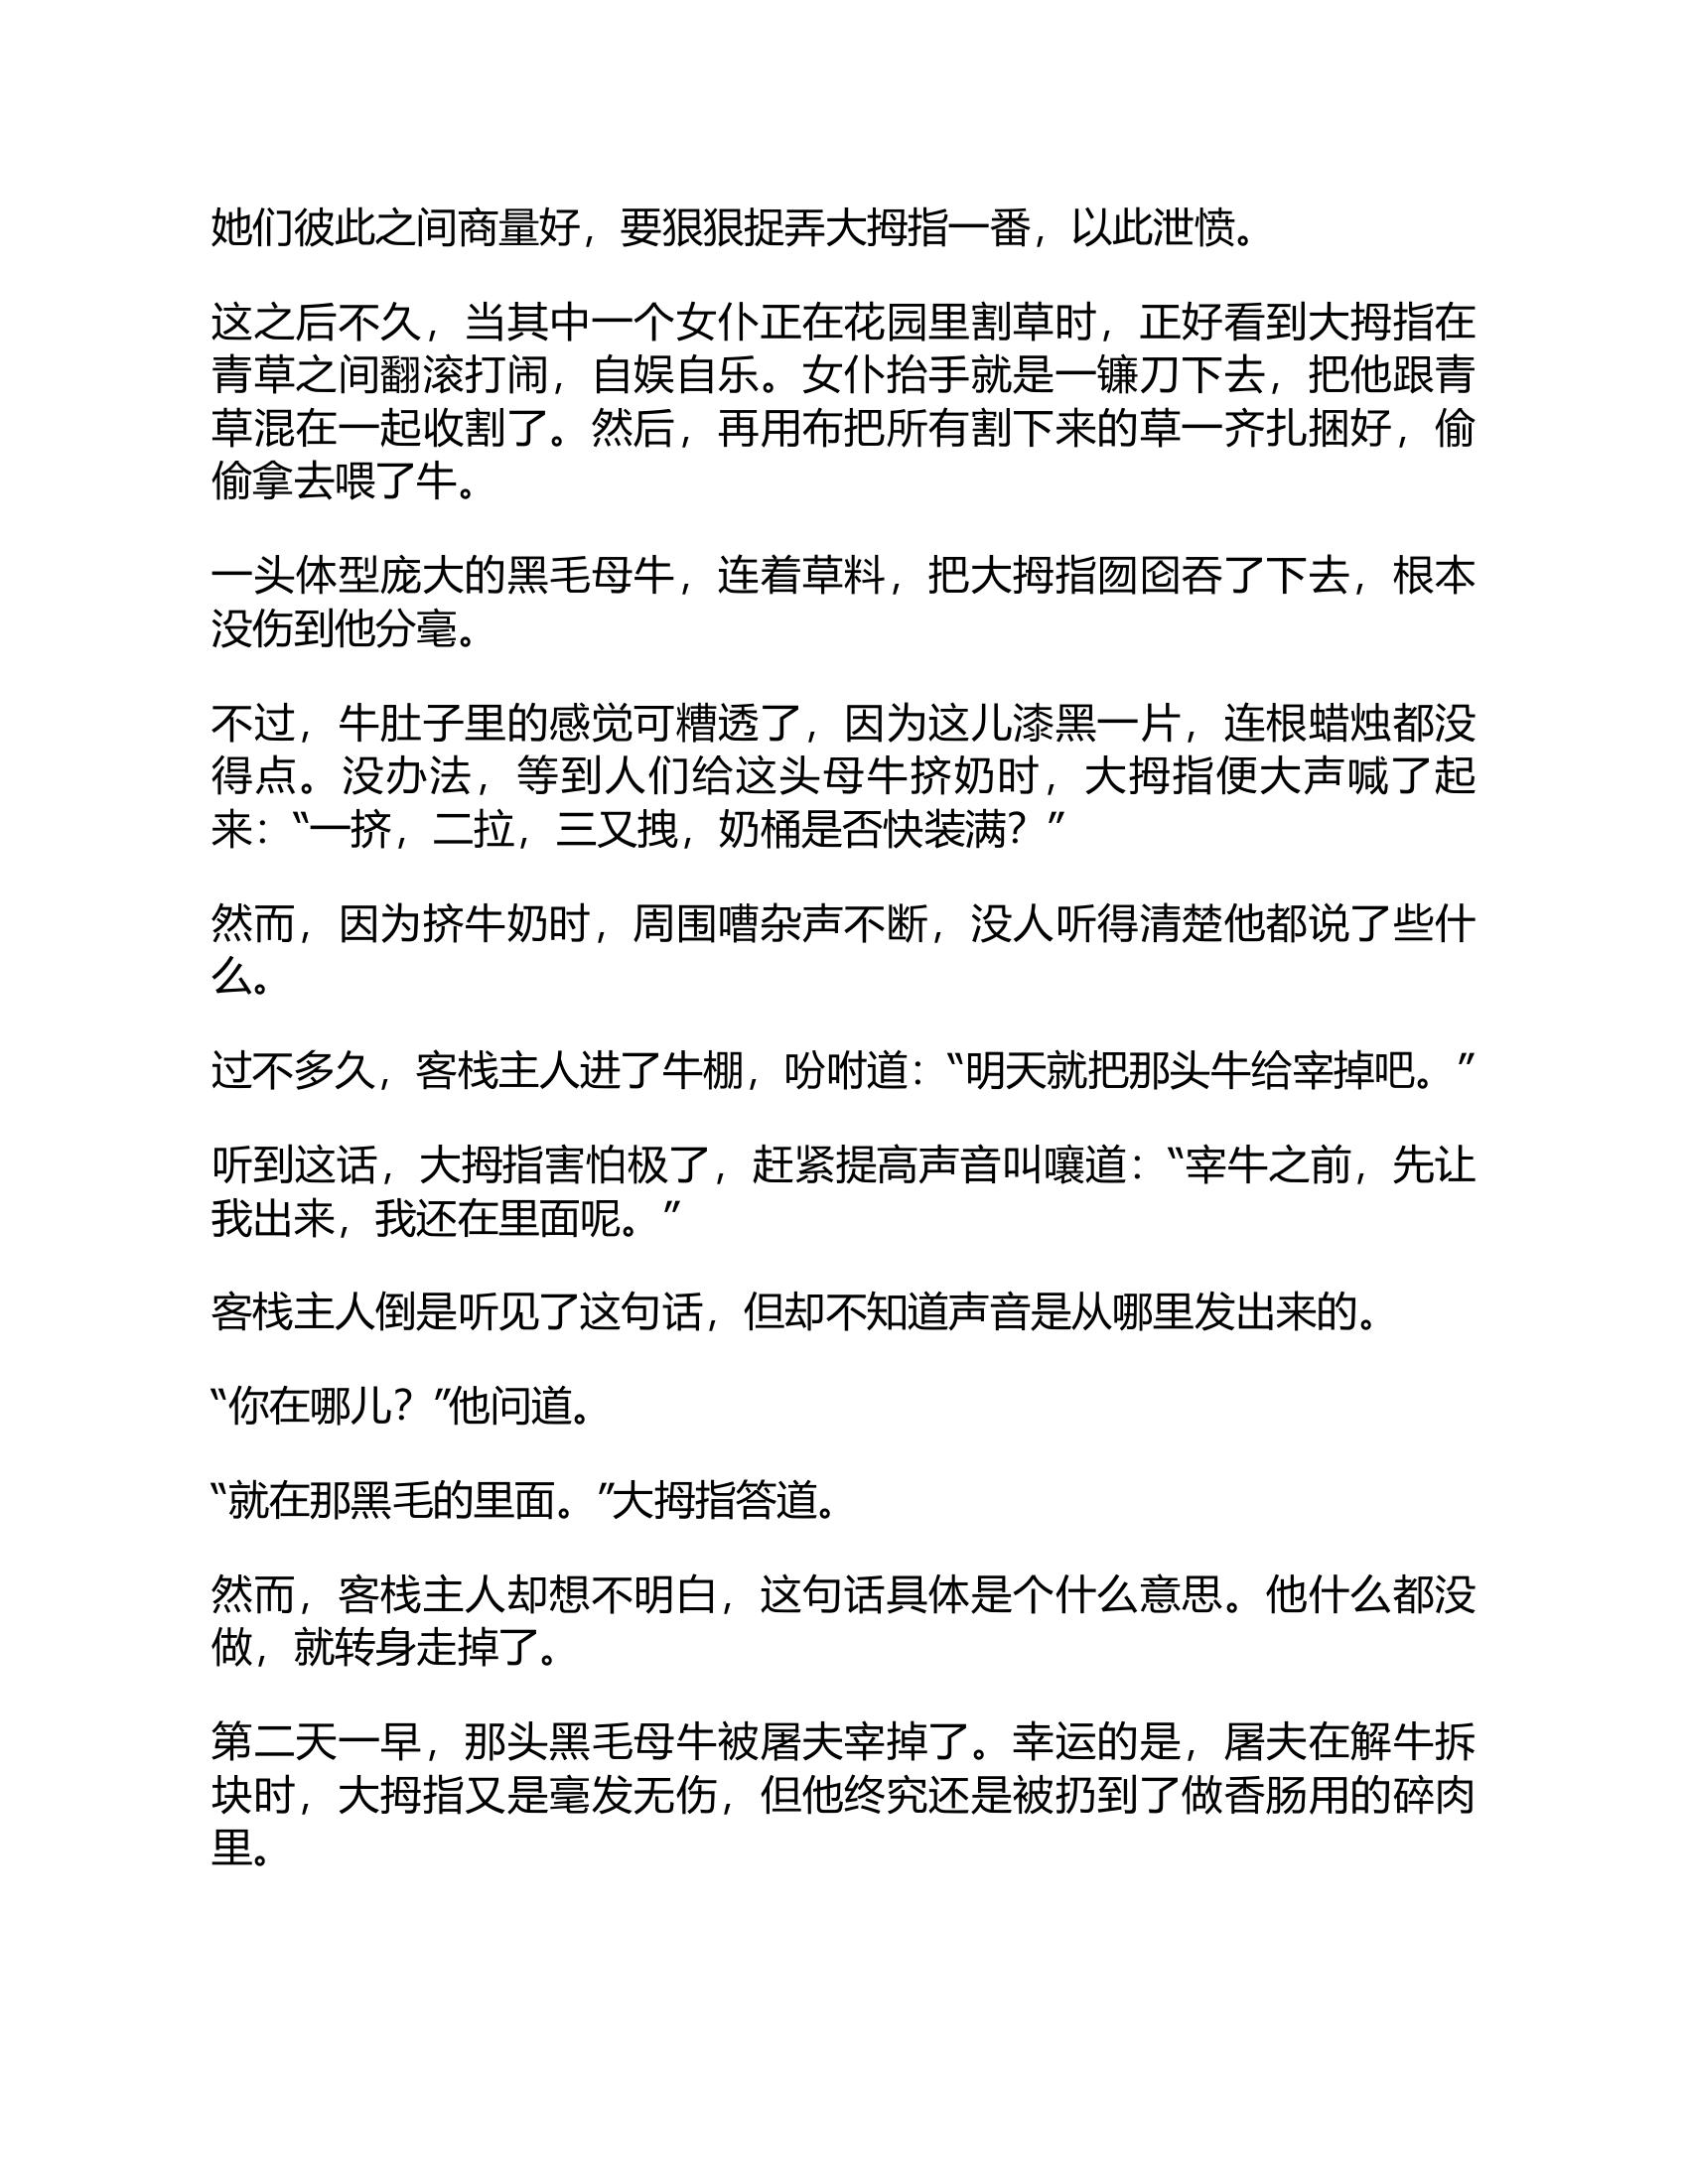 她们彼此之间商量好，要狠狠捉弄大拇指一番，以此泄愤。
这之后不久，当其中一个女仆正在花园里割草时，正好看到大拇指在
青草之间翻滚打闹，自娱自乐。女仆抬手就是一镰刀下去，把他跟青
草混在一起收割了。然后，再用布把所有割下来的草一齐扎捆好，偷
偷拿去喂了牛。
一头体型庞大的黑毛母牛，连着草料，把大拇指囫囵吞了下去，根本
没伤到他分毫。
不过，牛肚子里的感觉可糟透了，因为这儿漆黑一片，连根蜡烛都没
得点。没办法，等到人们给这头母牛挤奶时，大拇指便大声喊了起
来：“一挤，二拉，三又拽，奶桶是否快装满？”
然而，因为挤牛奶时，周围嘈杂声不断，没人听得清楚他都说了些什
么。
过不多久，客栈主人进了牛棚，吩咐道：“明天就把那头牛给宰掉吧。”
听到这话，大拇指害怕极了，赶紧提高声音叫嚷道：“宰牛之前，先让
我出来，我还在里面呢。”
客栈主人倒是听见了这句话，但却不知道声音是从哪里发出来的。
“你在哪儿？”他问道。
“就在那黑毛的里面。”大拇指答道。
然而，客栈主人却想不明白，这句话具体是个什么意思。他什么都没
做，就转身走掉了。
第二天一早，那头黑毛母牛被屠夫宰掉了。幸运的是，屠夫在解牛拆
块时，大拇指又是毫发无伤，但他终究还是被扔到了做香肠用的碎肉
里。